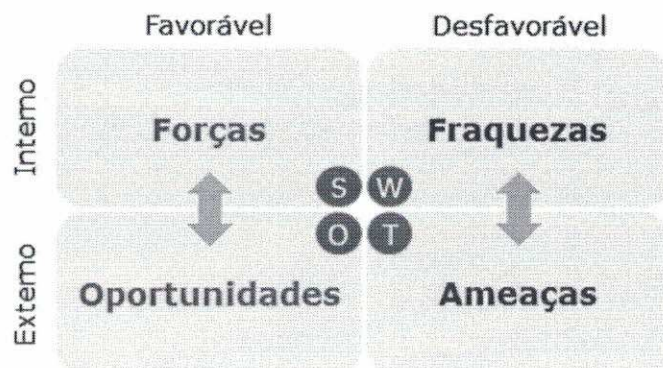 Favorável Desfavorável
Interno
Forças Fraquezas
S W
O T
Externo
Oportunidades Ameaças